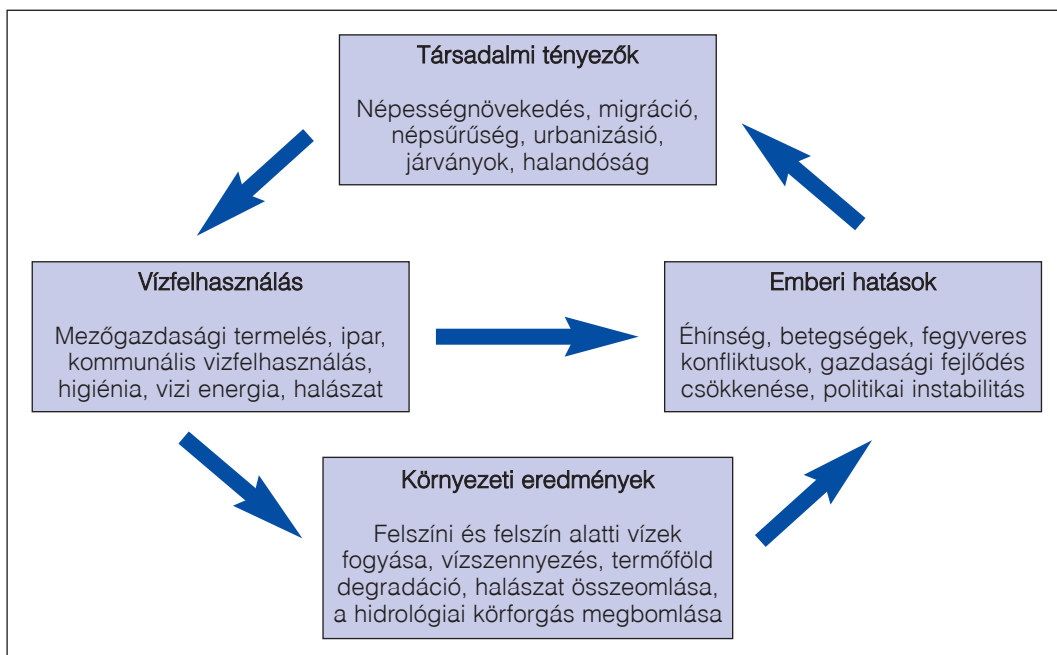 Társadalmi tényezők
Népességnövekedés, migráció,
népsűrűség, urbanizásió,
járványok, halandóság
Vízfelhasználás
Mezőgazdasági termelés, ipar,
kommunális vizfelhasználás,
higiénia, vizi energia, halászat
Emberi hatások
Éhínség, betegségek, fegyveres
konfliktusok, gazdasági fejlődés
csökkenése, politikai instabilitás
Környezeti eredmények
Felszíni és felszín alatti vízek
fogyása, vízszennyezés, termőföld
degradáció, halászat összeomlása,
a hidrológiai körforgás megbomlása